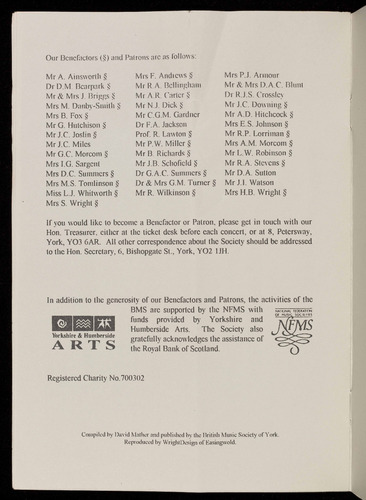 Our Benefactors (§) and Patrons are as follows:
Mr A. Ainsworth § Mrs F. Andrews § Mrs P.J. Armour
Dr D.M. Bearpark § Mr R.A. Bellingham Mr & Mrs D.A.C. Blunt
Mr & Mrs J. Briggs § Mr A.R. Carter § Dr R.J.S. Crossley
Mrs M. Danby-Smith § Mr N.J. Dick § Mr J.C. Downing §
Mrs B. Fox § Mr C.G.M. Gardner Mr A.D. Hitchcock §
Mr G. Hutchison § Dr F.A. Jackson Mrs E.S. Johnson §
Mr J.C. Joslin § Prof. R. Lawton § Mr R.P. Lorriman §
Mr J.C. Miles Mr P.W. Miller § Mrs A.M. Morcom §
Mr G.C. Morcom § Mr B. Richards § Mr L.W. Robinson §
Mrs I.G. Sargent Mr J.B. Schofield § Mr R.A. Stevens §
Mrs D.C. Summers § Dr G.A.C. Summers § Mr D.A. Sutton
Mrs M.S. Tomlinson § Dr & Mrs G.M. Turner § Mr J.I. Watson
Miss L.J. Whitworth § Mr R. Wilkinson § Mrs H.B. Wright §
Mrs S. Wright §
If you would like to become a Benefactor or Patron, please get in touch with our
Hon. Treasurer, either at the ticket desk before each concert, or at 8, Petersway,
York, YO3 6AR. All other correspondence about the Society should be addressed
to the Hon. Secretary, 6, Bishopgate St., York, YO2 1JH.
In addition to the generosity of our Benefactors and Patrons, the activities of the
BMS are supported by the NFMS with
funds provided by Yorkshire and
Humberside Arts. The Society also
gratefully acknowledges the assistance of
the Royal Bank of Scotland.
Yorkshire & Humberside
ARTS
NATIONAL FEDERATION
OF MUSIC SOCIETIES
NFMS
Registered Charity No.700302
Compiled by David Mather and published by the British Music Society of York.
Reproduced by WrightDesign of Easingwold.